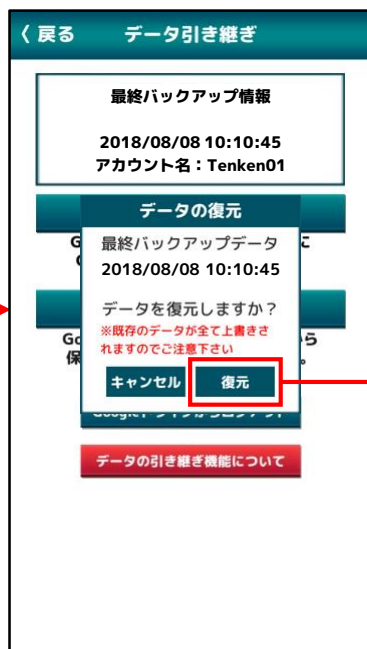 〈 戻る データ引き継ぎ
最終バックアップ情報
2018/08/08 10:10:45
アカウント名：Tenken01
データの復元
最終バックアップデータ
2018/08/08 10:10:45
データを復元しますか？
※既存のデータが全て上書きさ
れますのでご注意下さい
キャンセル 復元
データの引き継ぎ機能について